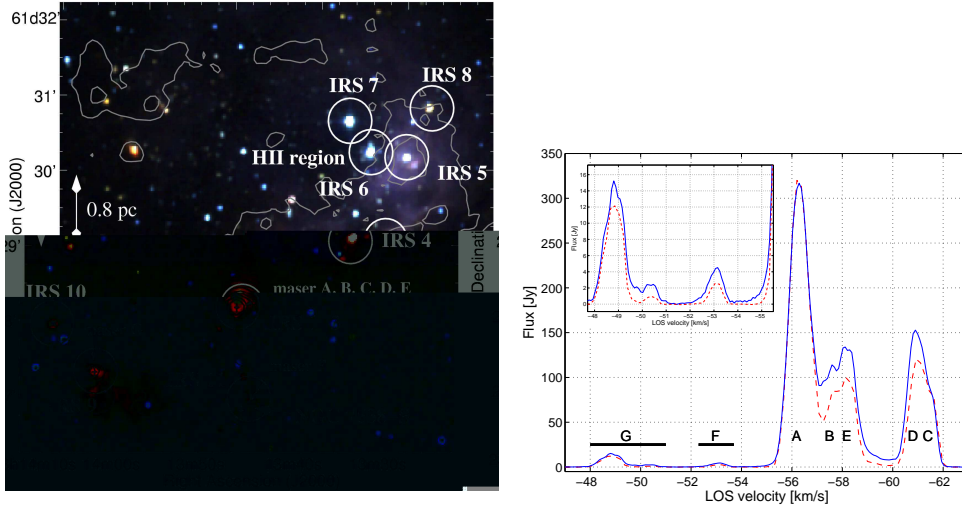 61d32'
31'
IRS 7
IRS 8
HII region
30'
IRS 6
IRS 5
on (J2000)
0.8 pc
29'
IRS 4
Declinati
IRS 10
maser A, B, C, D, E
350
300
250
200
150
100
50
0
Flux [Jy]
16
14
12
10
8
6
4
2
0
Flux [Jy]
-48 -49 -50 -51 -52 -53 -54 -55
LOS velocity [km/s]
G F A B E D C
-48 -50 -52 -54 -56 -58 -60 -62
LOS velocity [km/s]